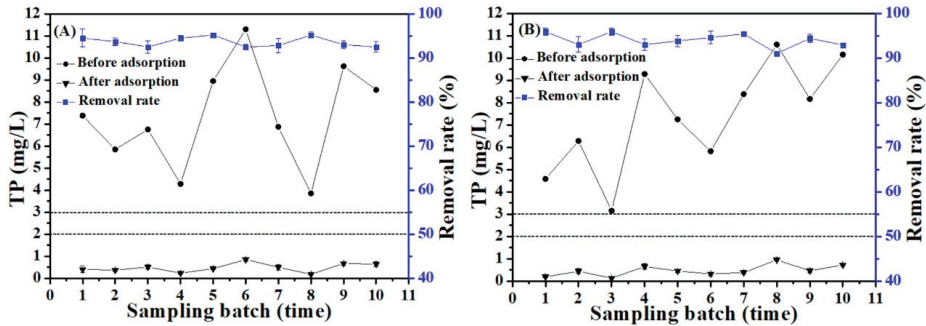 (A)
Before adsorption
After adsorption
Removal rate
TP (mg/L)
12
11
10
9
8
7
6
5
4
3
2
1
0
100
90
80
70
60
50
40
Removal rate (%)
0 1 2 3 4 5 6 7 8 9 10 11
Sampling batch (time)
(B)
Before adsorption
After adsorption
Removal rate
TP (mg/L)
12
11
10
9
8
7
6
5
4
3
2
1
0
100
90
80
70
60
50
40
Removal rate (%)
0 1 2 3 4 5 6 7 8 9 10 11
Sampling batch (time)